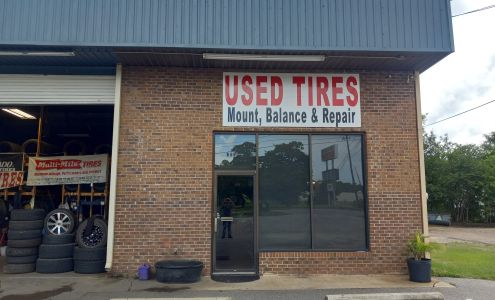 USED TIRES
Mount, Balance & Repair
Multi-Mile TIRES